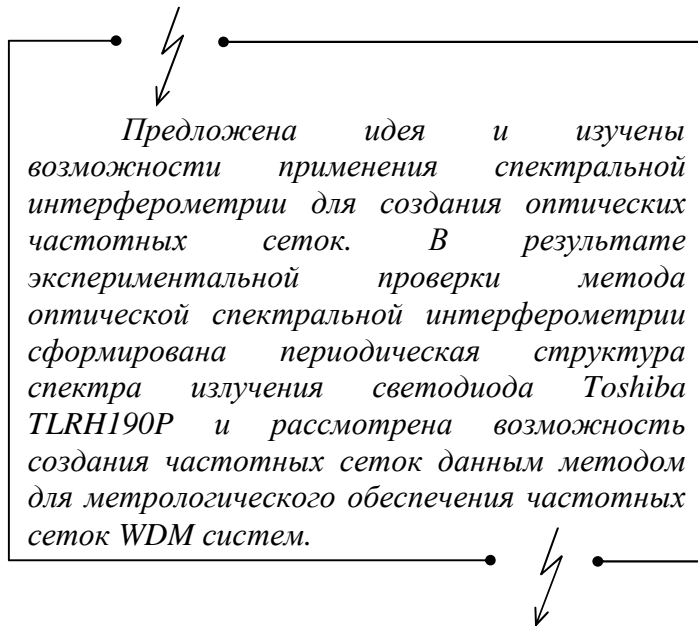 Предложена идея и изучены
возможности применения спектральной
интерферометрии для создания оптических
частотных сеток. В результате
экспериментальной проверки метода
оптической спектральной интерферометрии
сформирована периодическая структура
спектра излучения светодиода Toshiba
TLRH190P и рассмотрена возможность
создания частотных сеток данным методом
для метрологического обеспечения частотных
сеток WDM систем.